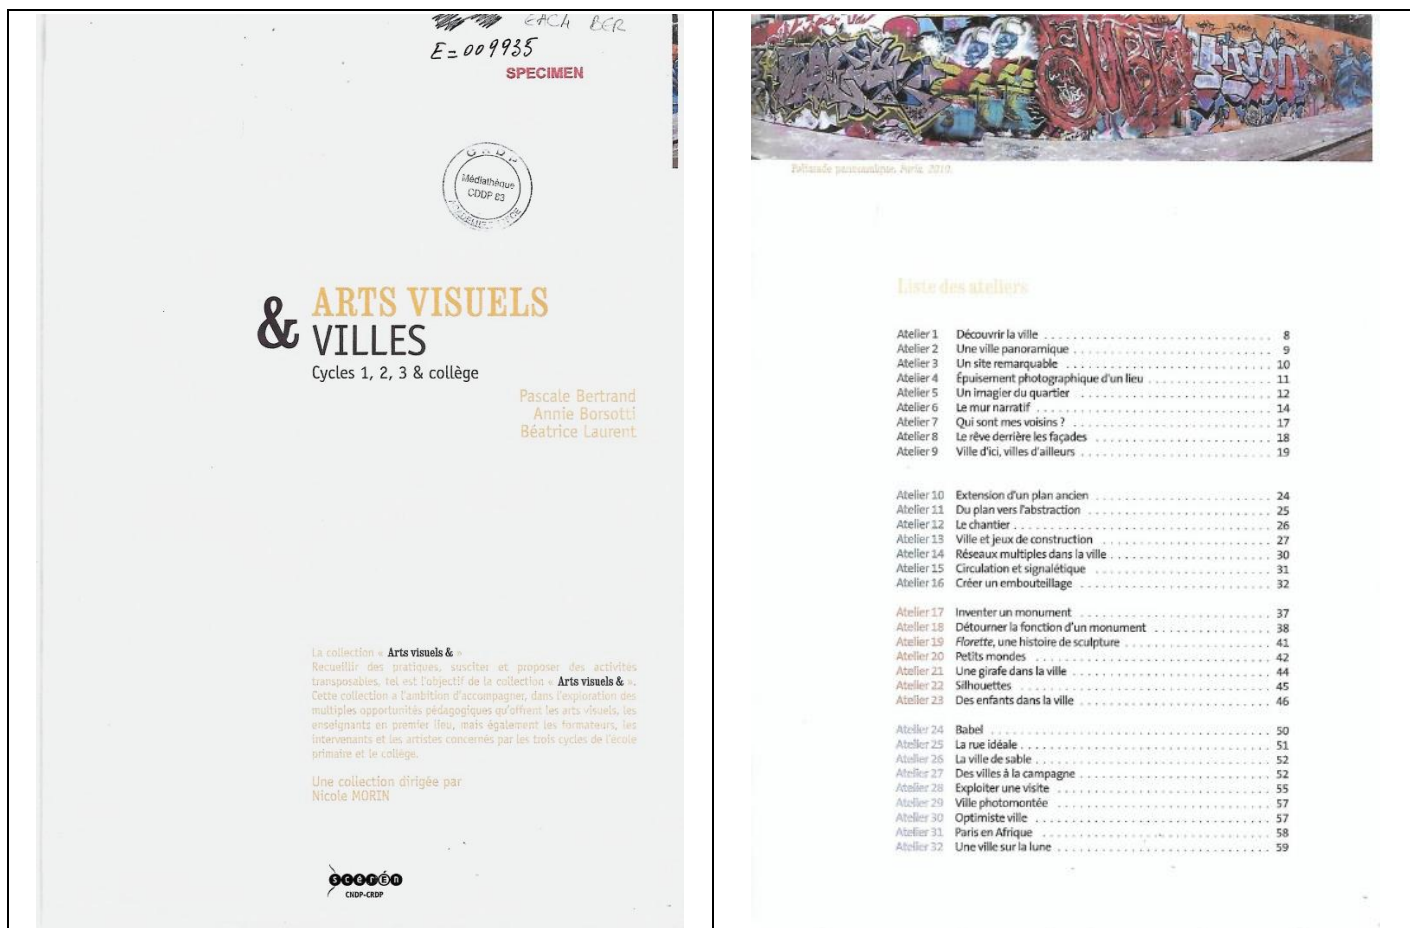 EACH BER
E=009935
SPECIMEN
CRDP
Médiathèque
CDDP 83
& ARTS VISUELS
VILLES
Cycles 1, 2, 3 & collège
Pascale Bertrand
Annie Borsotti
Béatrice Laurent
La collection « Arts visuels & »
Recueillir des pratiques, susciter et proposer des activités
transposables, tel est l'objectif de la collection « Arts visuels & ».
Cette collection a l'ambition d'accompagner, dans l'exploration des
multiples opportunités pédagogiques qu'offrent les arts visuels, les
enseignants en premier lieu, mais également les formateurs, les
intervenants et les artistes concernés par les trois cycles de l'école
primaire et le collège.
Une collection dirigée par
Nicole MORIN
scérén
CNDP-CRDP
Palissade panoramique, Paris, 2010.
Liste des ateliers
Atelier 1 Découvrir la ville 8
Atelier 2 Une ville panoramique 9
Atelier 3 Un site remarquable 10
Atelier 4 Épuisement photographique d'un lieu 11
Atelier 5 Un imagier du quartier 12
Atelier 6 Le mur narratif 14
Atelier 7 Qui sont mes voisins ? 17
Atelier 8 Le rêve derrière les façades 18
Atelier 9 Ville d'ici, villes d'ailleurs 19
Atelier 10 Extension d'un plan ancien 24
Atelier 11 Du plan vers l'abstraction 25
Atelier 12 Le chantier 26
Atelier 13 Ville et jeux de construction 27
Atelier 14 Réseaux multiples dans la ville 30
Atelier 15 Circulation et signalétique 31
Atelier 16 Créer un embouteillage 32
Atelier 17 Inventer un monument 37
Atelier 18 Détourner la fonction d'un monument 38
Atelier 19 Florette, une histoire de sculpture 41
Atelier 20 Petits mondes 42
Atelier 21 Une girafe dans la ville 44
Atelier 22 Silhouettes 45
Atelier 23 Des enfants dans la ville 46
Atelier 24 Babel 50
Atelier 25 La rue idéale 51
Atelier 26 La ville de sable 52
Atelier 27 Des villes à la campagne 52
Atelier 28 Exploiter une visite 55
Atelier 29 Ville photomontée 57
Atelier 30 Optimiste ville 57
Atelier 31 Paris en Afrique 58
Atelier 32 Une ville sur la lune 59